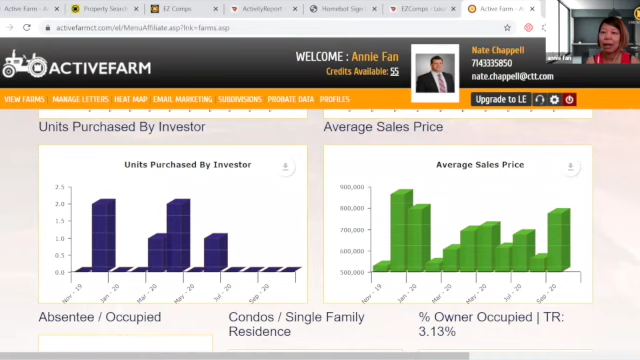 Active Farm
Property Search
EZ Comps
ActivityReport
Homebot Sign
EZComps - Lo
Active Farm - A
activefarmct.com/el/MenuAffiliate.asp?lnk=farms.asp
annie Fan
ACTIVEFARM
WELCOME : Annie Fan
Credits Available: 55
Nate Chappell
7143335850
nate.chappell@ctt.com
VIEW FARMS MANAGE LETTERS HEAT MAP EMAIL MARKETING SUBDIVISIONS PROBATE DATA PROFILES
Upgrade to LE
Units Purchased By Investor
Average Sales Price
Units Purchased By Investor
2.5
2.0
1.5
1.0
0.5
0.0
Nov - 19
Jan - 20
Mar - 20
May - 20
Jul - 20
Sep - 20
Average Sales Price
900,000
800,000
700,000
600,000
500,000
Nov - 19
Jan - 20
Mar - 20
May - 20
Jul - 20
Sep - 20
Absentee / Occupied
Condos / Single Family
Residence
% Owner Occupied | TR:
3.13%